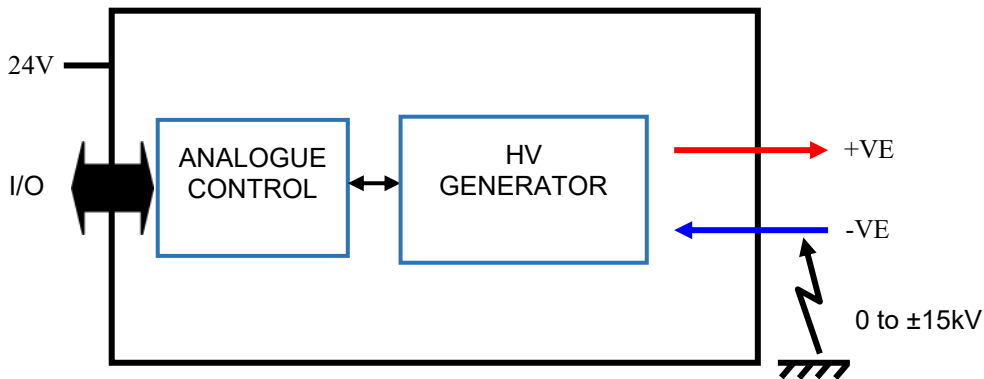 24V
I/O
ANALOGUE
CONTROL
HV
GENERATOR
+VE
-VE
0 to ±15kV